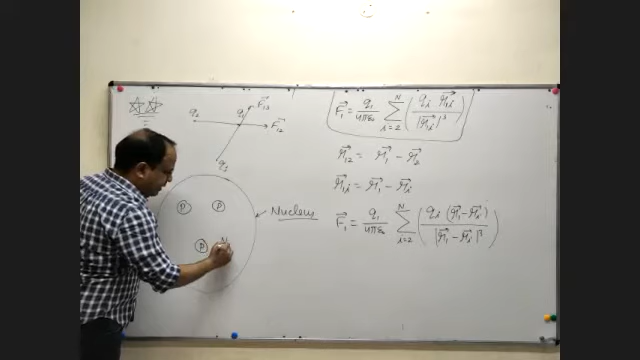 q₂ q₁ F⃗₁₂
F⃗₁₂
q₃
P P
P N
Nucleus
F⃗₁ = q₁/4πε₀ Σ_{i=2}^{N} (q_i r⃗_{1i} / |r⃗_{1i}|³)
r⃗₁₂ = r⃗₁ − r⃗₂
r⃗_{1i} = r⃗₁ − r⃗_i
F⃗₁ = q₁/4πε₀ Σ_{i=2}^{N} (q_i (r⃗₁ − r⃗_i) / |r⃗₁ − r⃗_i|³)